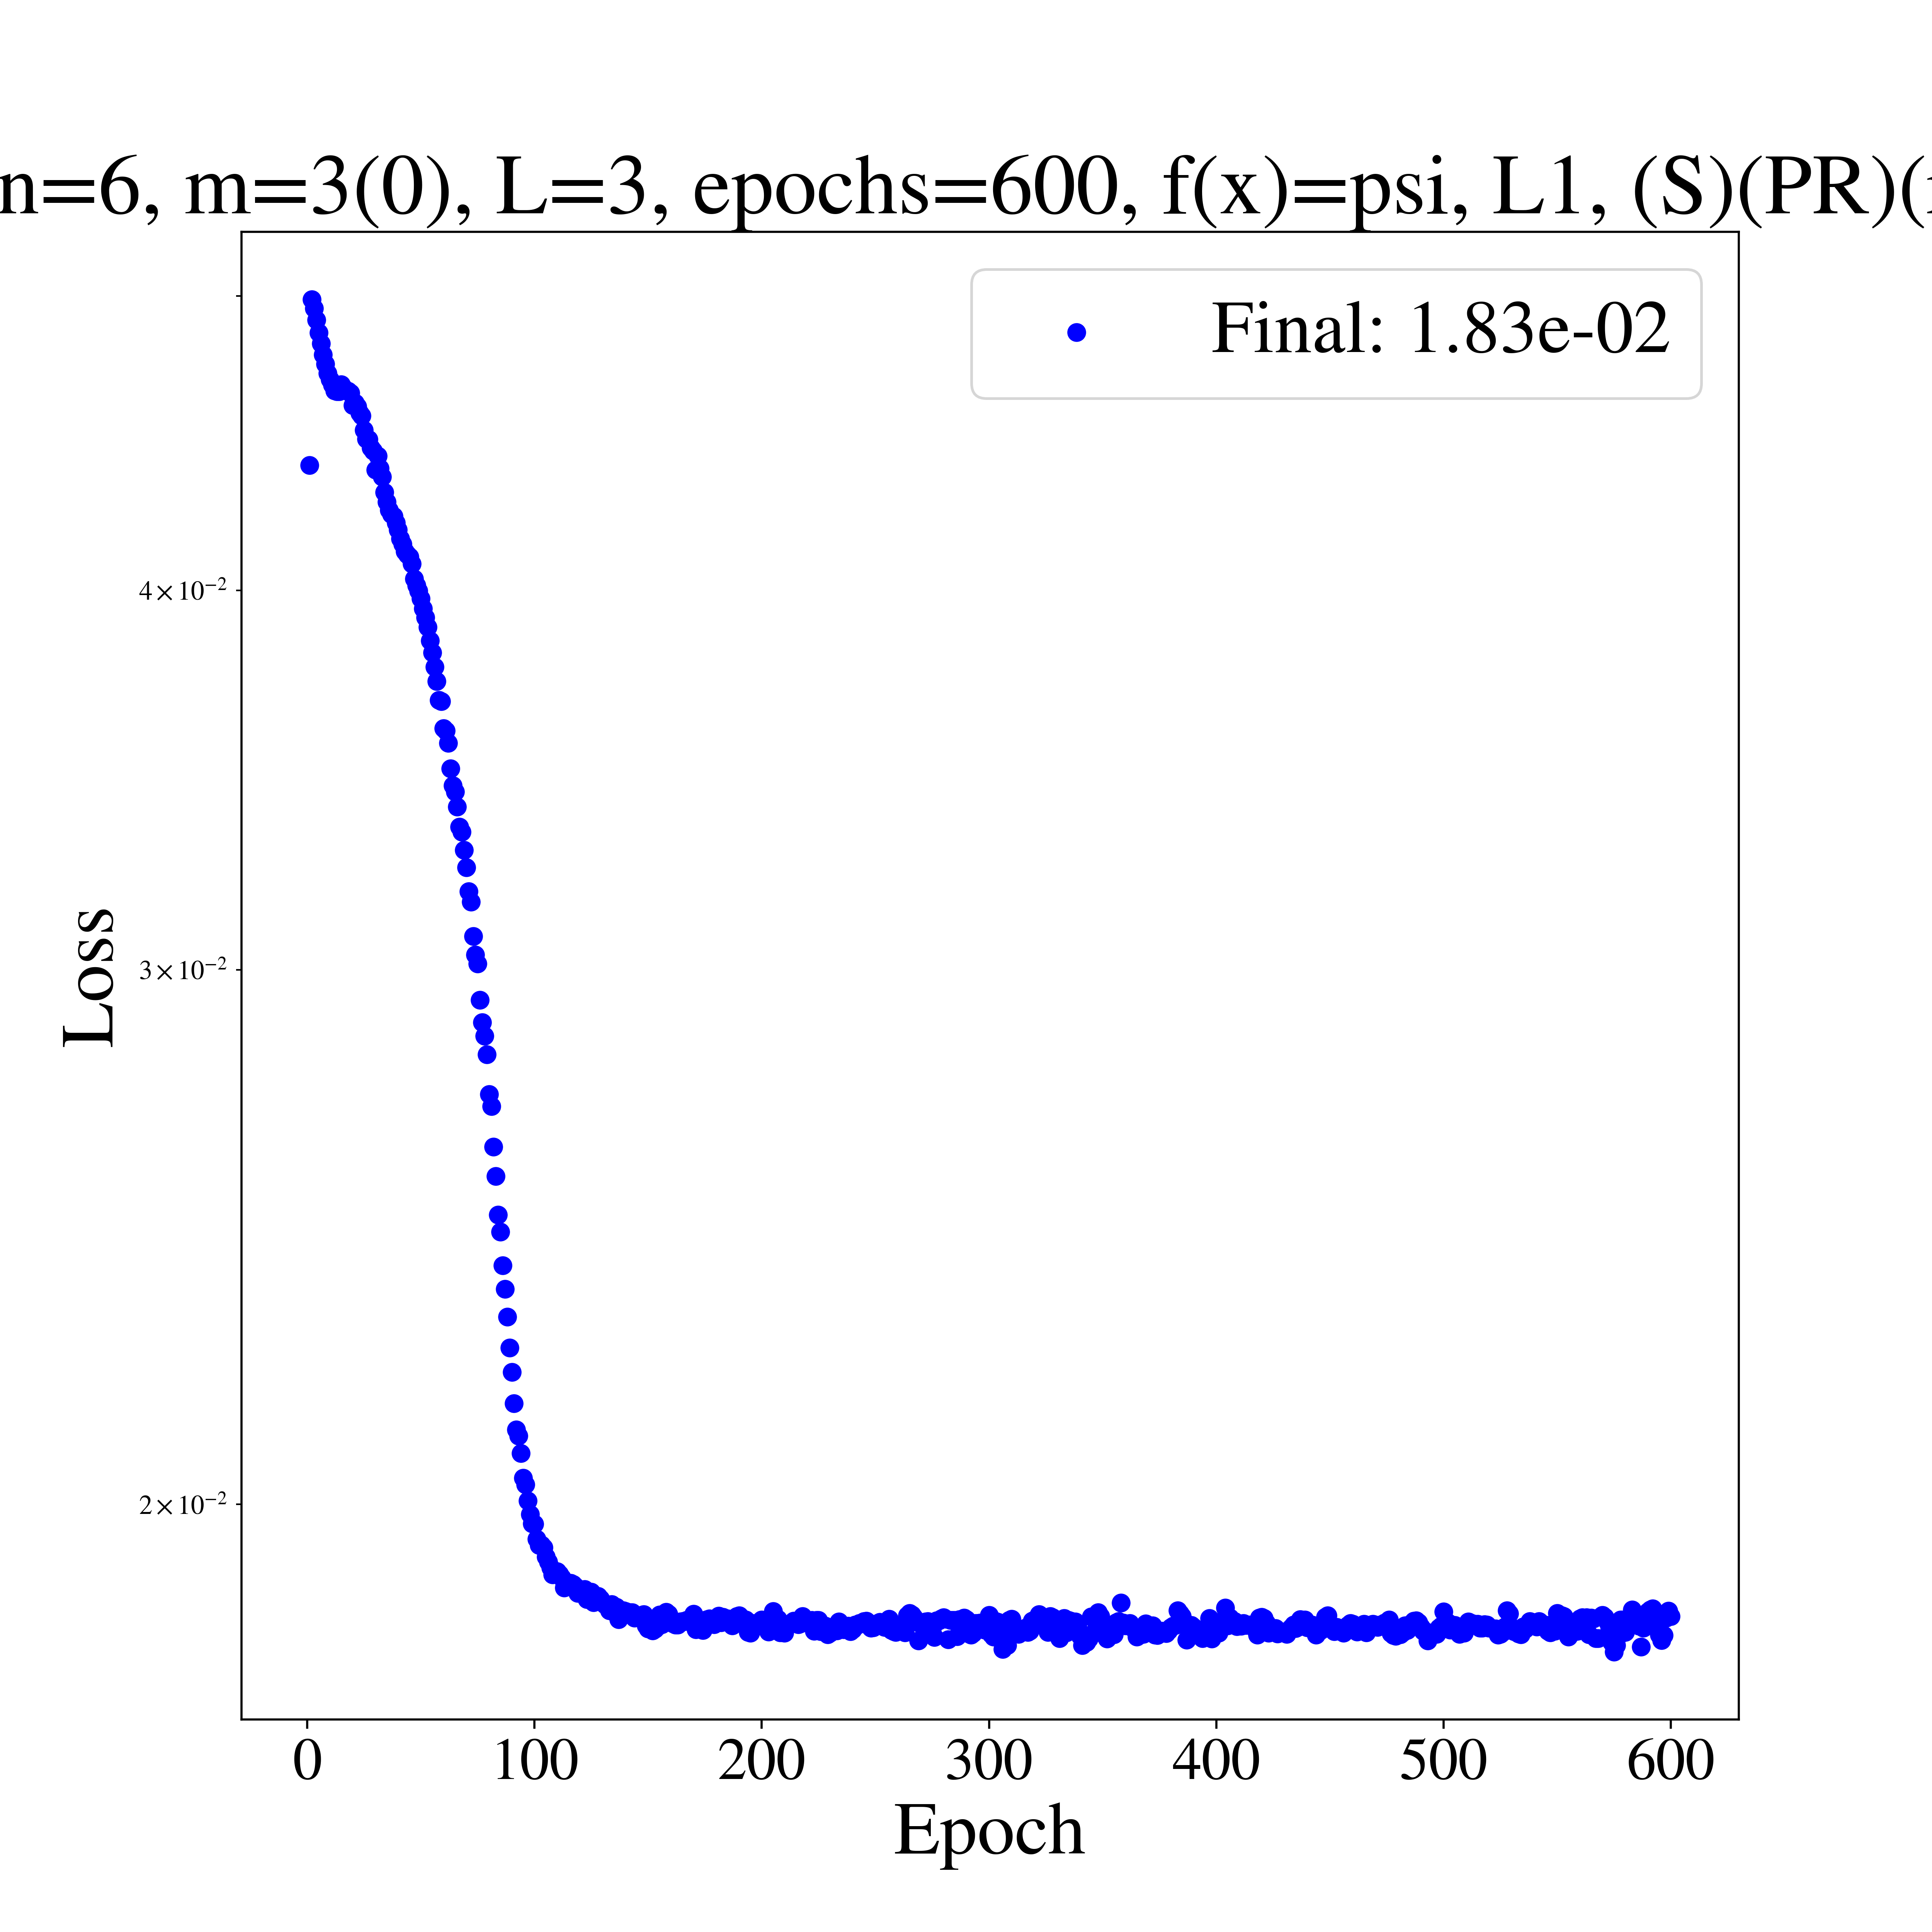 n=6, m=3(0), L=3, epochs=600, f(x)=psi, L1, (S)(PR)(
Final: 1.83e-02
4×10⁻²
3×10⁻²
2×10⁻²
Loss
0 100 200 300 400 500 600
Epoch